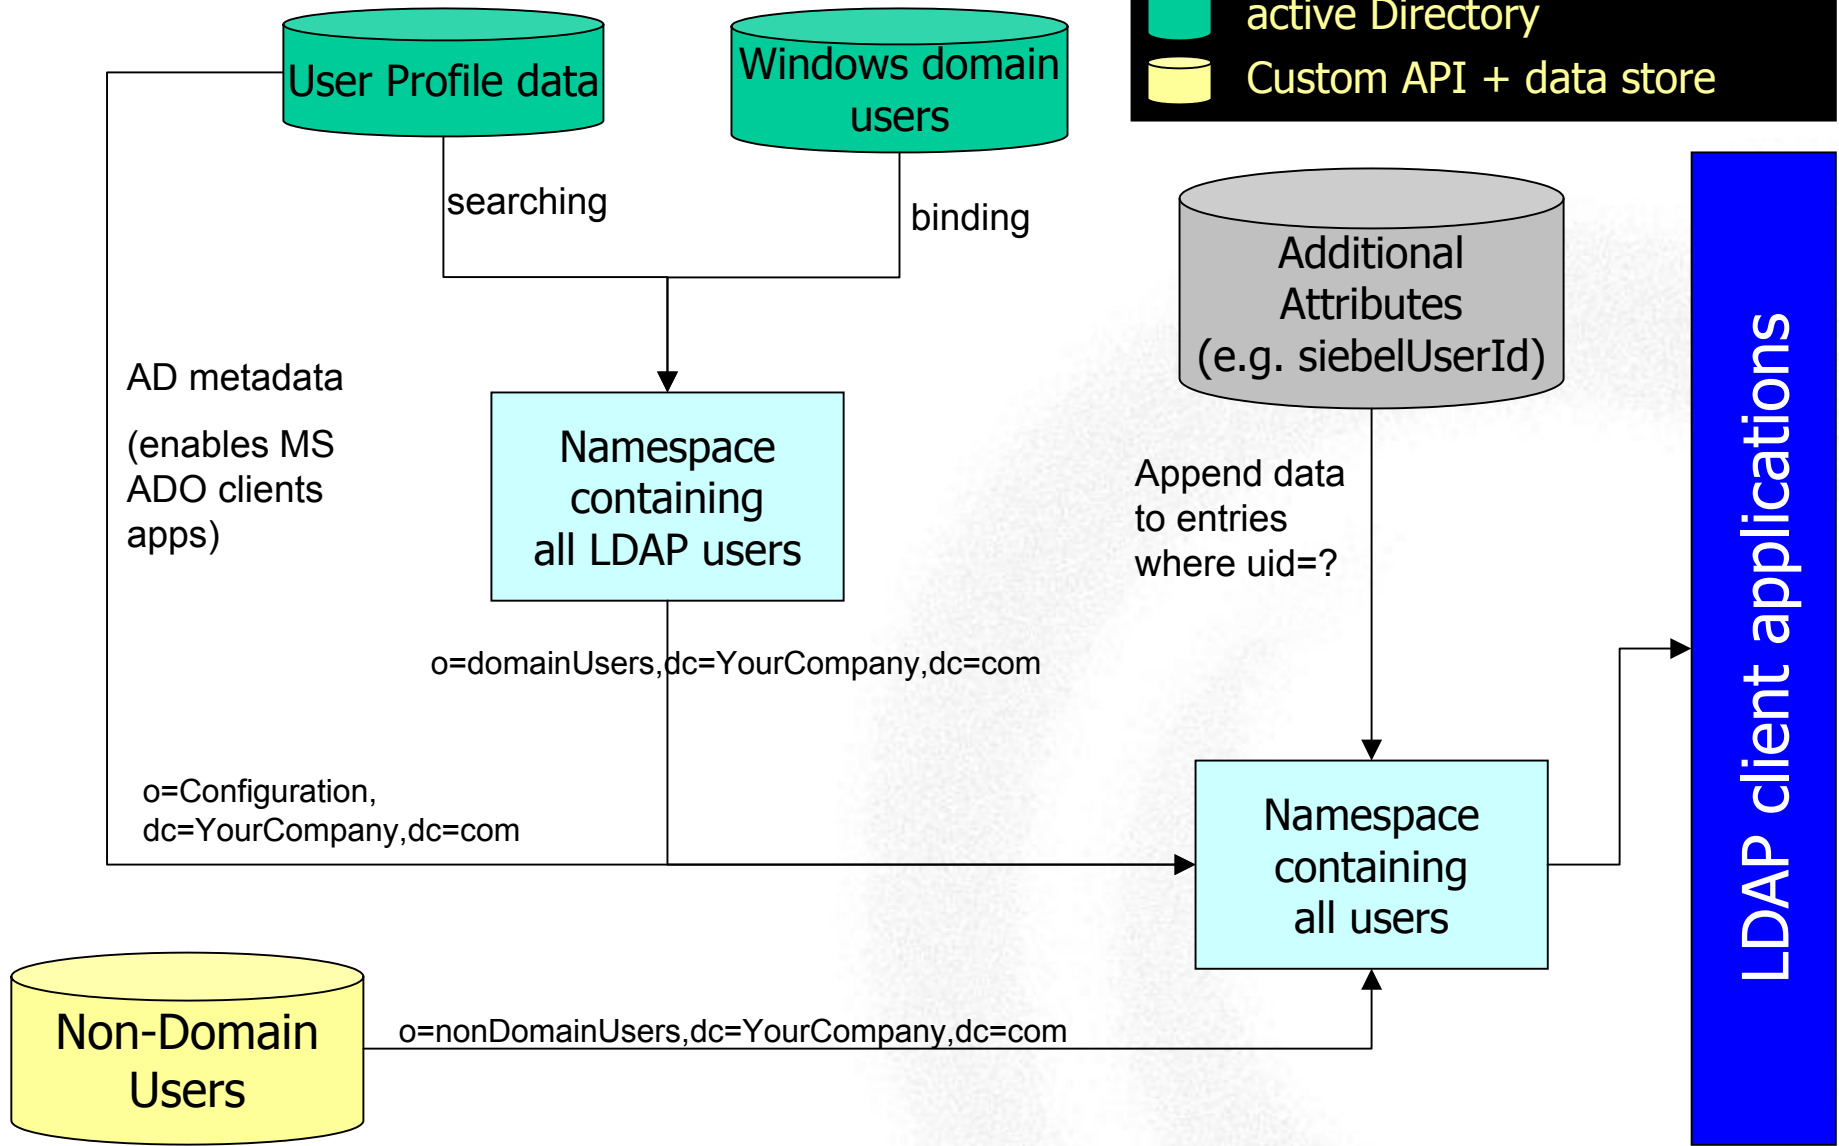 active Directory
Custom API + data store
User Profile data
Windows domain
users
searching
binding
Additional
Attributes
(e.g. siebelUserId)
AD metadata
(enables MS
ADO clients
apps)
Namespace
containing
all LDAP users
Append data
to entries
where uid=?
LDAP client applications
o=domainUsers,dc=YourCompany,dc=com
o=Configuration,
dc=YourCompany,dc=com
Namespace
containing
all users
Non-Domain
Users
o=nonDomainUsers,dc=YourCompany,dc=com